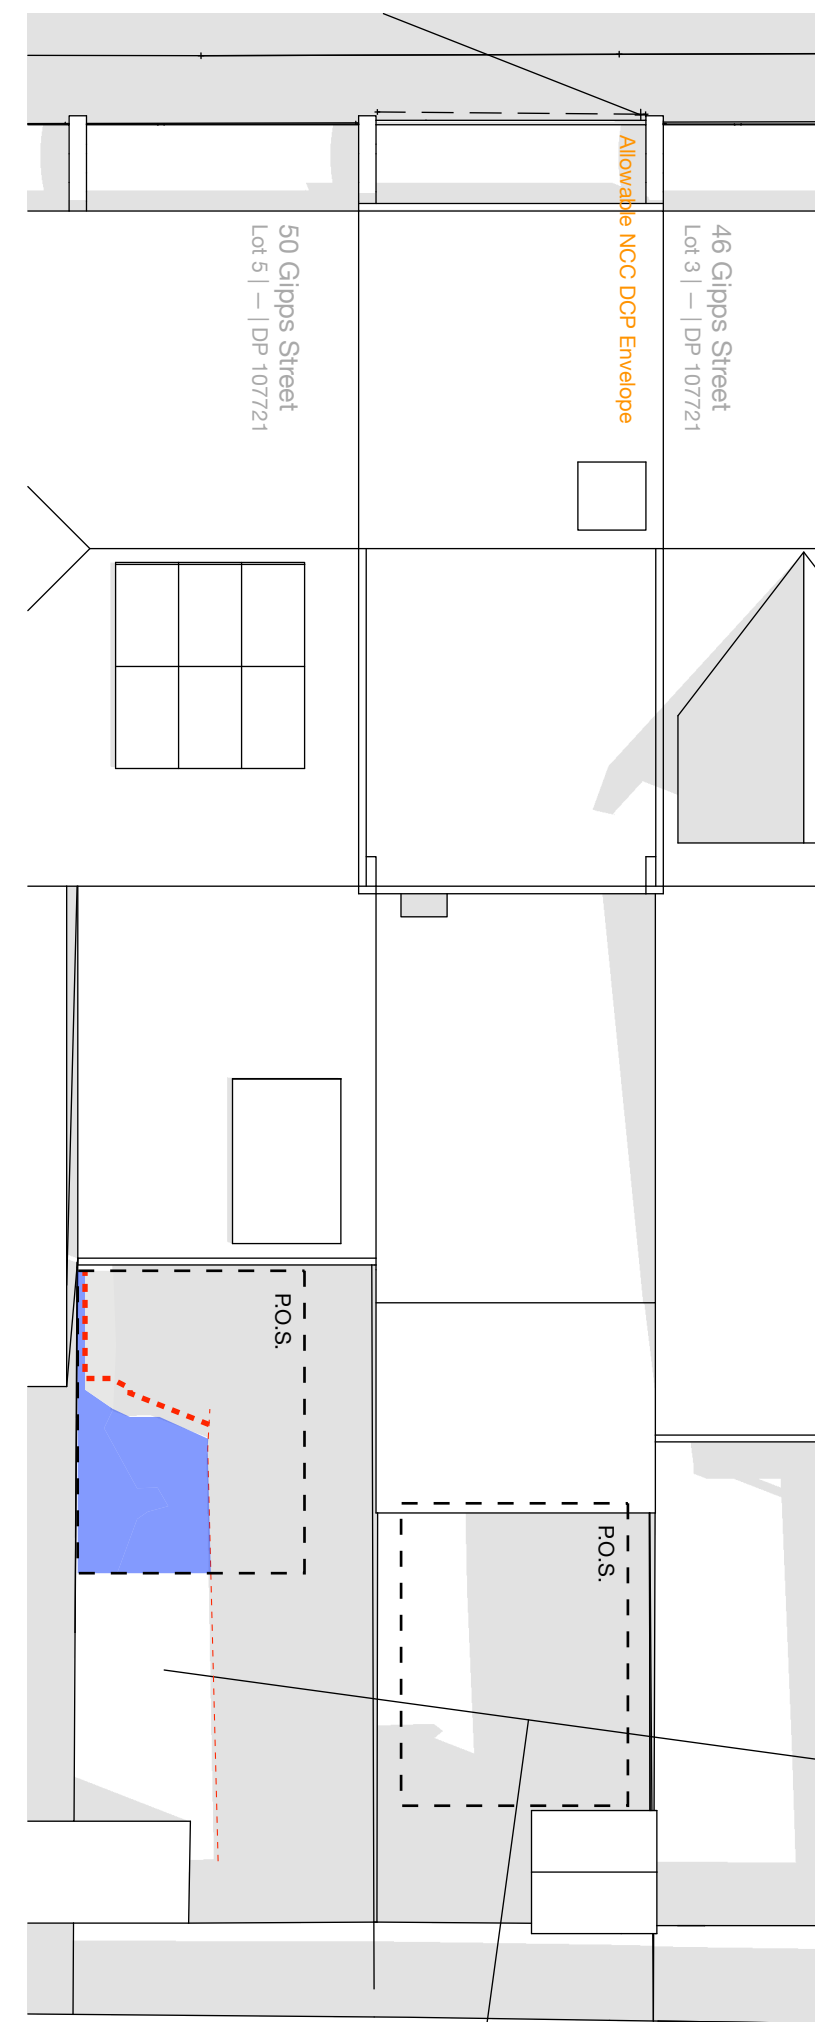 Allowable NCC DCP Envelope
50 Gipps Street
Lot 5 | — | DP 107721
46 Gipps Street
Lot 3 | — | DP 107721
P.O.S.
P.O.S.